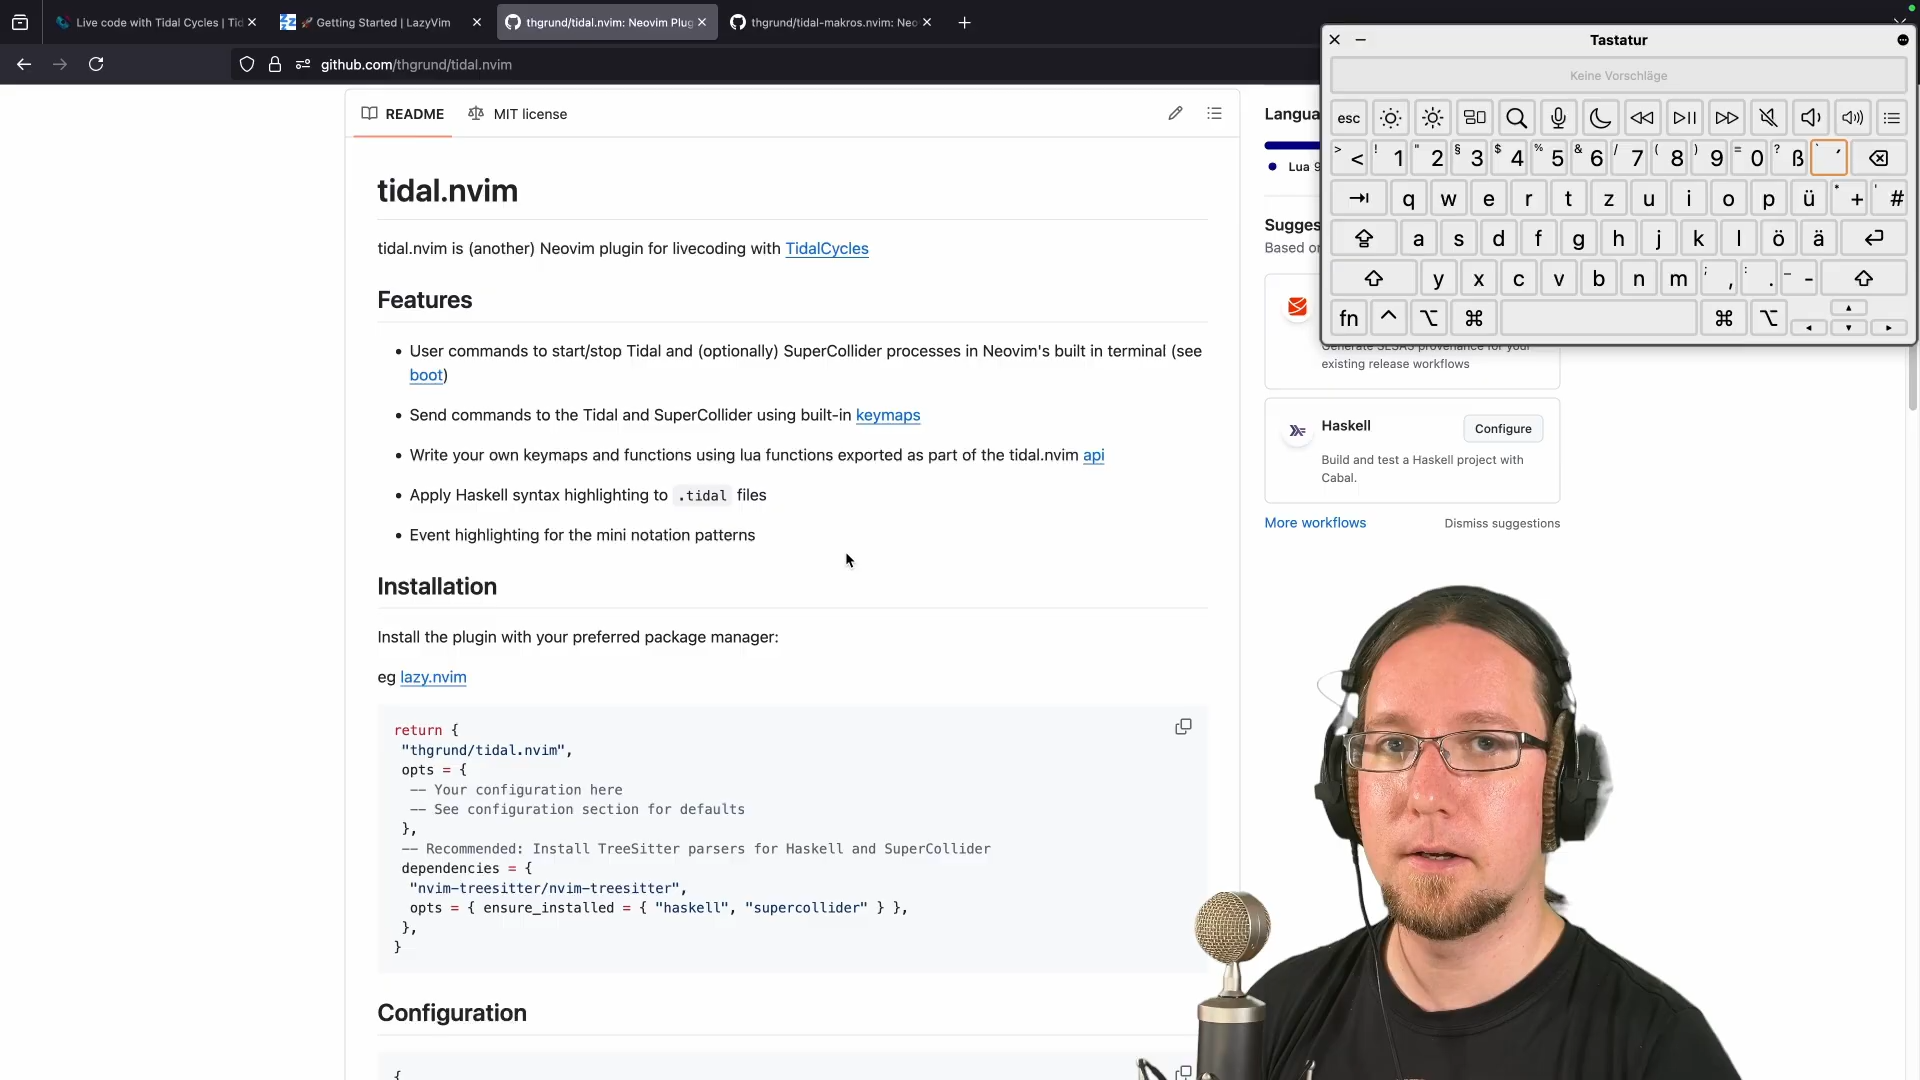 Live code with Tidal Cycles | Tid
🚀 Getting Started | LazyVim
thgrund/tidal.nvim: Neovim Plug
thgrund/tidal-makros.nvim: Neo
github.com/thgrund/tidal.nvim
README
MIT license
tidal.nvim
tidal.nvim is (another) Neovim plugin for livecoding with TidalCycles
Features
• User commands to start/stop Tidal and (optionally) SuperCollider processes in Neovim's built in terminal (see
boot)
• Send commands to the Tidal and SuperCollider using built-in keymaps
• Write your own keymaps and functions using lua functions exported as part of the tidal.nvim api
• Apply Haskell syntax highlighting to .tidal files
• Event highlighting for the mini notation patterns
Installation
Install the plugin with your preferred package manager:
eg lazy.nvim
return {
"thgrund/tidal.nvim",
opts = {
-- Your configuration here
-- See configuration section for defaults
},
-- Recommended: Install TreeSitter parsers for Haskell and SuperCollider
dependencies = {
"nvim-treesitter/nvim-treesitter",
opts = { ensure_installed = { "haskell", "supercollider" } },
},
}
Configuration
{
Langua
Lua 9
Sugges
Based on
existing release workflows
Haskell
Configure
Build and test a Haskell project with
Cabal.
More workflows
Dismiss suggestions
Tastatur
Keine Vorschläge
esc
> < ! 1 " 2 § 3 $ 4 % 5 & 6 / 7 ( 8 ) 9 = 0 ? ß ` ´
q w e r t z u i o p ü * + ' #
a s d f g h j k l ö ä
y x c v b n m ; , : . _ -
fn ^ ⌥ ⌘ ⌘ ⌥